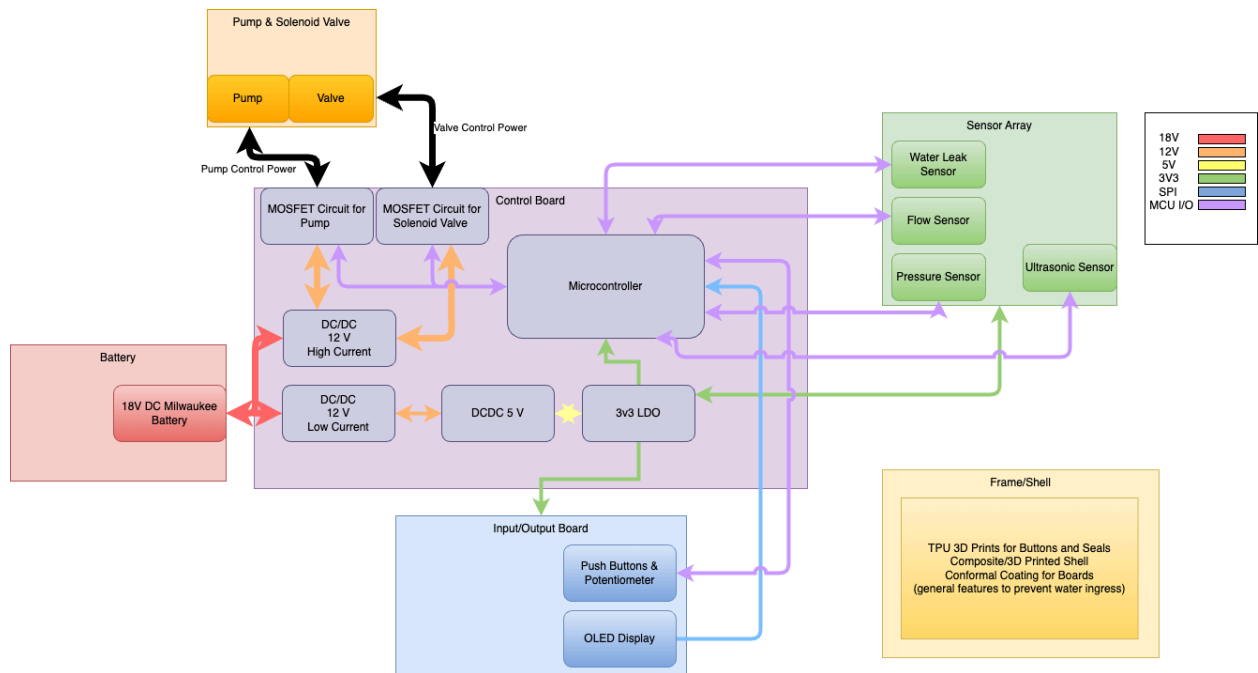 Pump & Solenoid Valve
Pump
Valve
Valve Control Power
Pump Control Power
Control Board
MOSFET Circuit for
Pump
MOSFET Circuit for
Solenoid Valve
Microcontroller
DC/DC
12 V
High Current
DC/DC
12 V
Low Current
DCDC 5 V
3v3 LDO
Battery
18V DC Milwaukee
Battery
Sensor Array
Water Leak
Sensor
Flow Sensor
Pressure Sensor
Ultrasonic Sensor
18V
12V
5V
3V3
SPI
MCU I/O
Input/Output Board
Push Buttons &
Potentiometer
OLED Display
Frame/Shell
TPU 3D Prints for Buttons and Seals
Composite/3D Printed Shell
Conformal Coating for Boards
(general features to prevent water ingress)